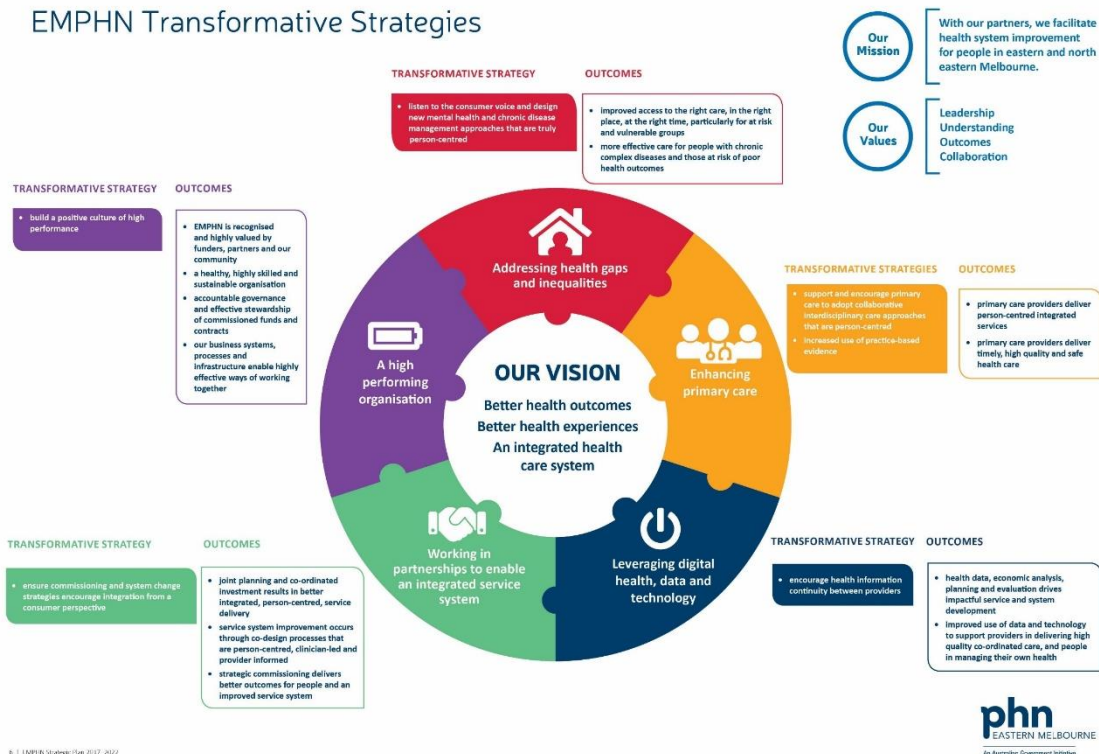 EMPHN Transformative Strategies
Our
Mission
With our partners, we facilitate
health system improvement
for people in eastern and north
eastern Melbourne.
Our
Values
Leadership
Understanding
Outcomes
Collaboration
TRANSFORMATIVE STRATEGY
• listen to the consumer voice and design
new mental health and chronic disease
management approaches that are truly
person-centred
OUTCOMES
• improved access to the right care, in the right
place, at the right time, particularly for at risk
and vulnerable groups
• more effective care for people with chronic
complex diseases and those at risk of poor
health outcomes
TRANSFORMATIVE STRATEGY
• build a positive culture of high
performance
OUTCOMES
• EMPHN is recognised
and highly valued by
funders, partners and our
community
• a healthy, highly skilled and
sustainable organisation
• accountable governance
and effective stewardship
of commissioned funds and
contracts
• our business systems,
processes and
infrastructure enable highly
effective ways of working
together
Addressing health gaps
and inequalities
TRANSFORMATIVE STRATEGIES
• support and encourage primary
care to adopt collaborative
interdisciplinary care approaches
that are person-centred
• increased use of practice-based
evidence
OUTCOMES
• primary care providers deliver
person-centred integrated
services
• primary care providers deliver
timely, high quality and safe
health care
A high
performing
organisation
OUR VISION
Better health outcomes
Better health experiences
An integrated health
care system
Enhancing
primary care
Working in
partnerships to enable
an integrated service
system
Leveraging digital
health, data and
technology
TRANSFORMATIVE STRATEGY
• ensure commissioning and system change
strategies encourage integration from a
consumer perspective
OUTCOMES
• joint planning and co-ordinated
investment results in better
integrated, person-centred, service
delivery
• service system improvement occurs
through co-design processes that
are person-centred, clinician-led and
provider informed
• strategic commissioning delivers
better outcomes for people and an
improved service system
TRANSFORMATIVE STRATEGY
• encourage health information
continuity between providers
OUTCOMES
• health data, economic analysis,
planning and evaluation drives
impactful service and system
development
• improved use of data and technology
to support providers in delivering high
quality co-ordinated care, and people
in managing their own health
phn
EASTERN MELBOURNE
An Australian Government Initiative
6 | EMPHN Strategic Plan 2017-2022